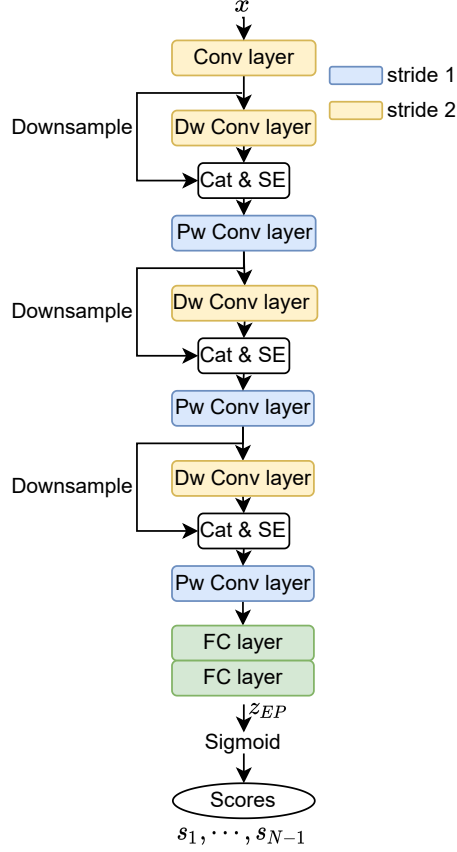 x
Conv layer
stride 1
stride 2
Downsample
Dw Conv layer
Cat & SE
Pw Conv layer
Downsample
Dw Conv layer
Cat & SE
Pw Conv layer
Downsample
Dw Conv layer
Cat & SE
Pw Conv layer
FC layer
FC layer
z_{EP}
Sigmoid
Scores
s_1, ⋯, s_{N-1}